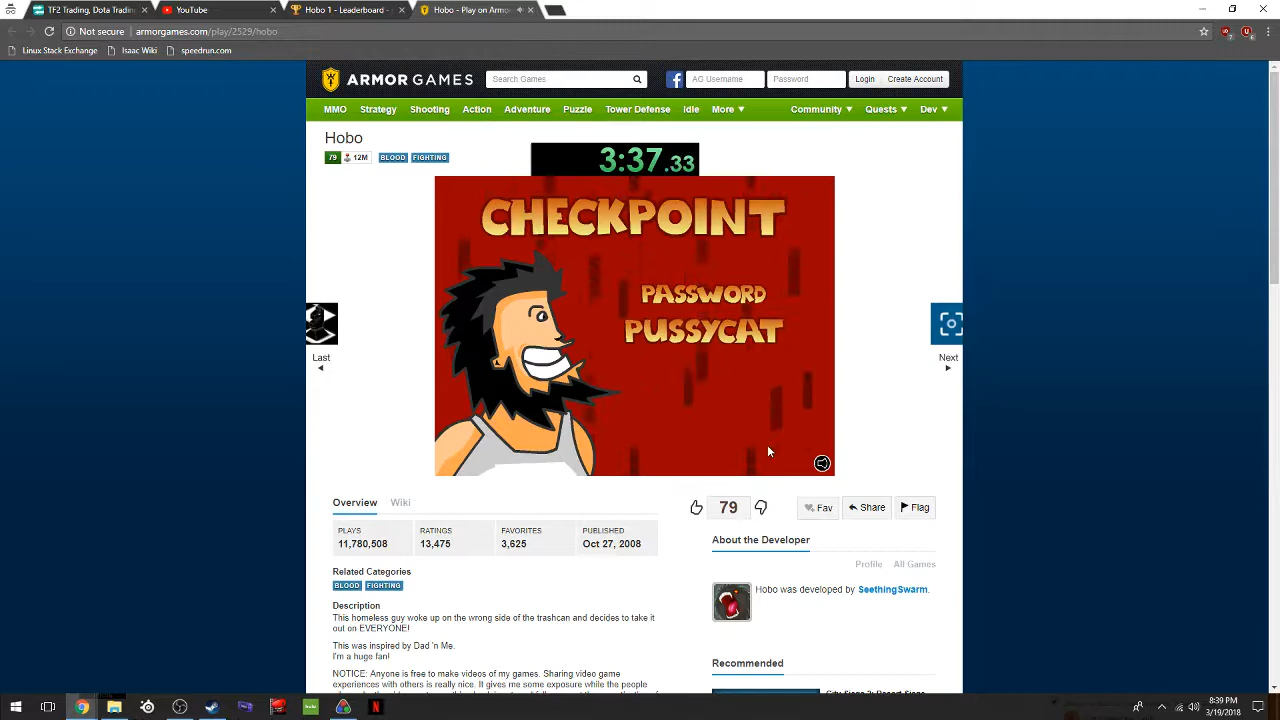 TF2 Trading, Dota Tradin
YouTube
Hobo 1 - Leaderboard -
Hobo - Play on Armor
Not secure armorgames.com/play/2529/hobo
Linux Stack Exchange Isaac Wiki speedrun.com
ARMOR GAMES
Search Games
AG Username
Password
Login Create Account
MMO Strategy Shooting Action Adventure Puzzle Tower Defense Idle More Community Quests Dev
Hobo
79 12M BLOOD FIGHTING
3:37.33
CHECKPOINT
PASSWORD
PUSSYCAT
Last
Next
Overview Wiki
79
Fav Share Flag
PLAYS RATINGS FAVORITES PUBLISHED
11,780,508 13,475 3,625 Oct 27, 2008
About the Developer
Profile All Games
Hobo was developed by SeethingSwarm.
Related Categories
BLOOD FIGHTING
Description
This homeless guy woke up on the wrong side of the trashcan and decides to take it
out on EVERYONE!
This was inspired by Dad 'n Me.
I'm a huge fan!
NOTICE: Anyone is free to make videos of my games. Sharing video game
experiences with others is really nice. It gives me some exposure while the people
Recommended
8:39 PM
3/19/2018